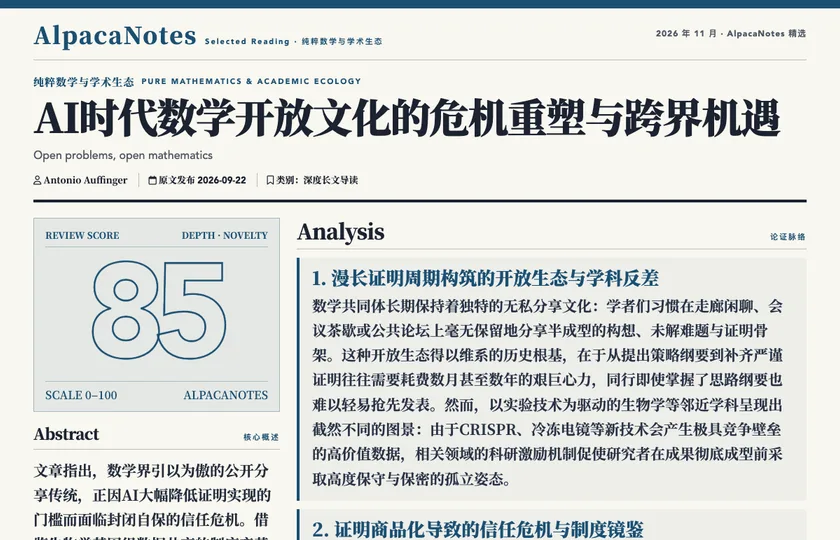 AlpacaNotes Selected Reading · 纯粹数学与学术生态
2026 年 11 月 · AlpacaNotes 精选
纯粹数学与学术生态 PURE MATHEMATICS & ACADEMIC ECOLOGY
AI时代数学开放文化的危机重塑与跨界机遇
Open problems, open mathematics
Antonio Auffinger 原文发布 2026-09-22 类别：深度长文导读
REVIEW SCORE DEPTH · NOVELTY
85
SCALE 0–100 ALPACANOTES
Abstract 核心概述
文章指出，数学界引以为傲的公开分
享传统，正因AI大幅降低证明实现的
门槛而面临封闭自保的信任危机。借
Analysis 论证脉络
1. 漫长证明周期构筑的开放生态与学科反差
数学共同体长期保持着独特的无私分享文化：学者们习惯在走廊闲聊、会
议茶歇或公共论坛上毫无保留地分享半成型的构想、未解难题与证明骨
架。这种开放生态得以维系的历史根基，在于从提出策略纲要到补齐严谨
证明往往需要耗费数月甚至数年的艰巨心力，同行即使掌握了思路纲要也
难以轻易抢先发表。然而，以实验技术为驱动的生物学等邻近学科呈现出
截然不同的图景：由于CRISPR、冷冻电镜等新技术会产生极具竞争壁垒
的高价值数据，相关领域的科研激励机制促使研究者在成果彻底成型前采
取高度保守与保密的孤立姿态。
2. 证明商品化导致的信任危机与制度镜鉴